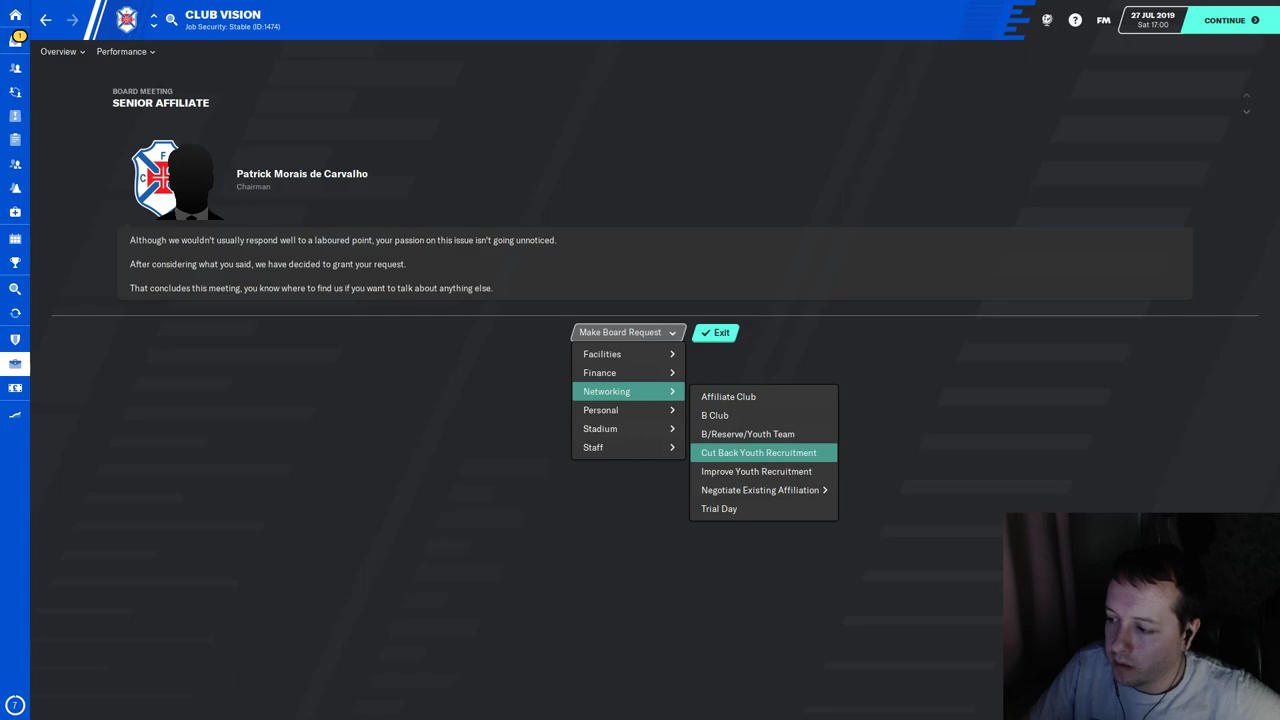 1
CLUB VISION
Job Security: Stable (ID:1474)
FM
27 JUL 2019
Sat 17:00
CONTINUE
Overview
Performance
BOARD MEETING
SENIOR AFFILIATE
F
C
Patrick Morais de Carvalho
Chairman
Although we wouldn't usually respond well to a laboured point, your passion on this issue isn't going unnoticed.
After considering what you said, we have decided to grant your request.
That concludes this meeting, you know where to find us if you want to talk about anything else.
Make Board Request
Exit
Facilities
Finance
Networking
Personal
Stadium
Staff
Affiliate Club
B Club
B/Reserve/Youth Team
Cut Back Youth Recruitment
Improve Youth Recruitment
Negotiate Existing Affiliation
Trial Day
7